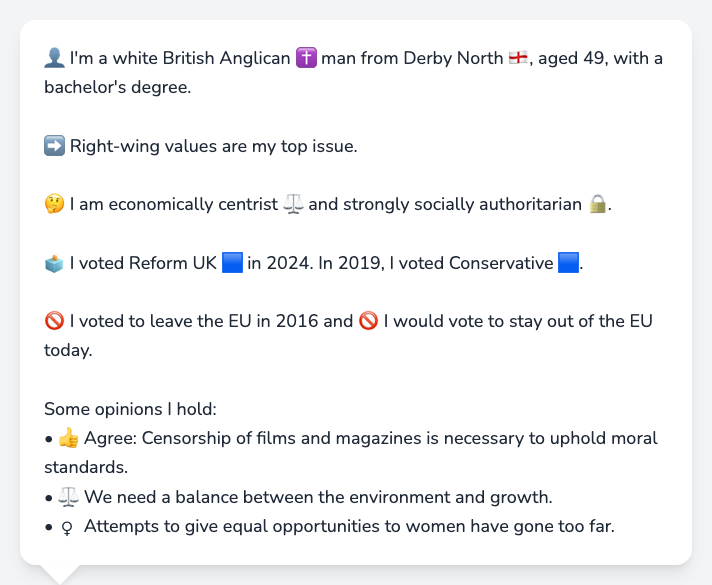 👤 I'm a white British Anglican ✝️ man from Derby North 🏴󠁧󠁢󠁥󠁮󠁧󠁿, aged 49, with a
bachelor's degree.
➡️ Right-wing values are my top issue.
🤔 I am economically centrist ⚖️ and strongly socially authoritarian 🔒.
🗳️ I voted Reform UK 🟦 in 2024. In 2019, I voted Conservative 🟦.
🚫 I voted to leave the EU in 2016 and 🚫 I would vote to stay out of the EU
today.
Some opinions I hold:
• 👍 Agree: Censorship of films and magazines is necessary to uphold moral
standards.
• ⚖️ We need a balance between the environment and growth.
• ♀ Attempts to give equal opportunities to women have gone too far.